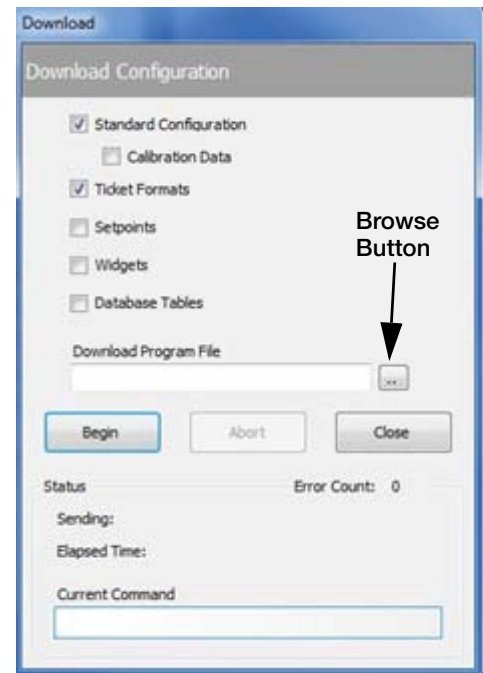 Download
Download Configuration
Standard Configuration
Calibration Data
Ticket Formats
Setpoints
Widgets
Database Tables
Browse
Button
Download Program File
..
Begin
Abort
Close
Status
Error Count: 0
Sending:
Elapsed Time:
Current Command